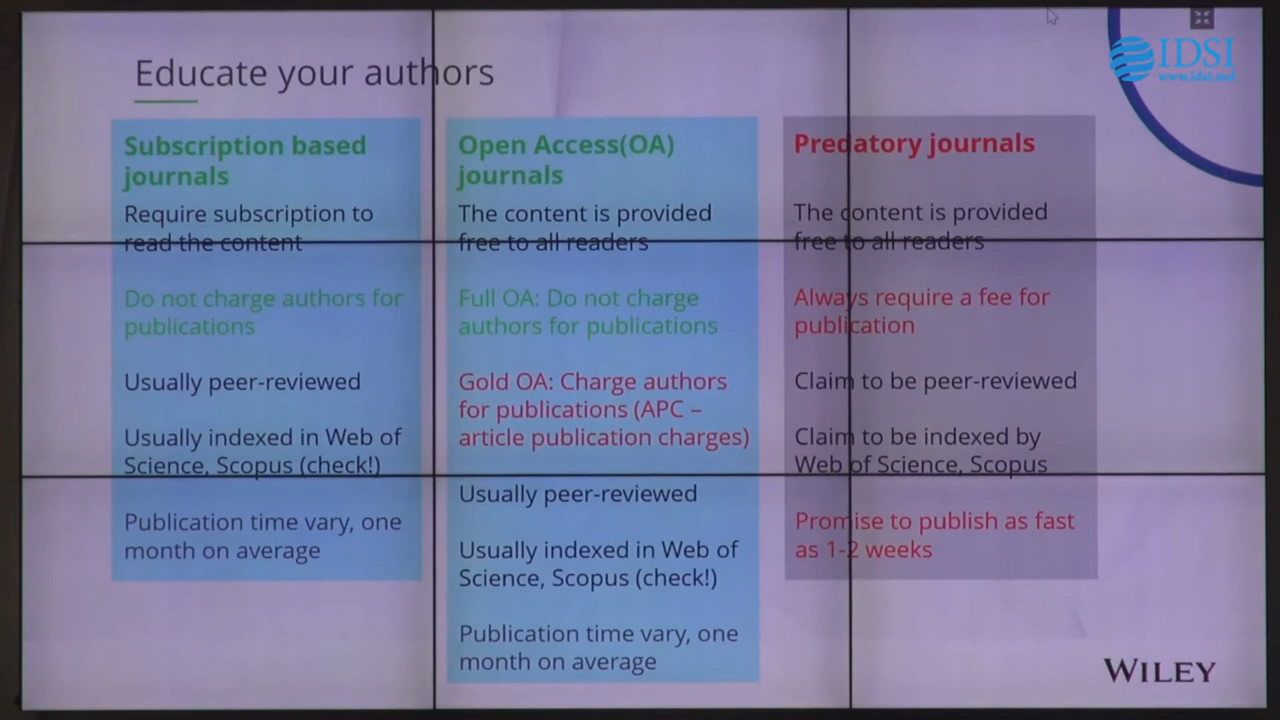 Educate your authors
IDSI
Subscription based
journals
Require subscription to
read the content
Do not charge authors for
publications
Usually peer-reviewed
Usually indexed in Web of
Science, Scopus (check!)
Publication time vary, one
month on average
Open Access(OA)
journals
The content is provided
free to all readers
Full OA: Do not charge
authors for publications
Gold OA: Charge authors
for publications (APC –
article publication charges)
Usually peer-reviewed
Usually indexed in Web of
Science, Scopus (check!)
Publication time vary, one
month on average
Predatory journals
The content is provided
free to all readers
Always require a fee for
publication
Claim to be peer-reviewed
Claim to be indexed by
Web of Science, Scopus
Promise to publish as fast
as 1-2 weeks
WILEY